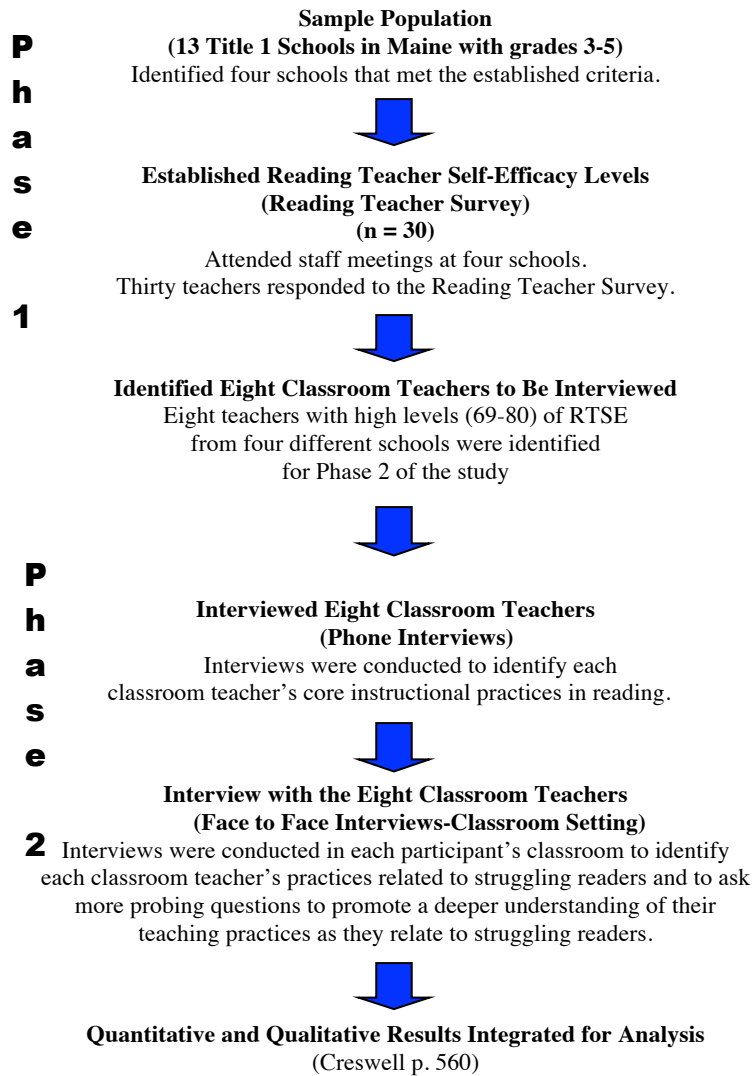 Sample Population
(13 Title 1 Schools in Maine with grades 3-5)
Identified four schools that met the established criteria.
Phase 1
Established Reading Teacher Self-Efficacy Levels
(Reading Teacher Survey)
(n = 30)
Attended staff meetings at four schools.
Thirty teachers responded to the Reading Teacher Survey.
Identified Eight Classroom Teachers to Be Interviewed
Eight teachers with high levels (69-80) of RTSE
from four different schools were identified
for Phase 2 of the study
Phase 2
Interviewed Eight Classroom Teachers
(Phone Interviews)
Interviews were conducted to identify each
classroom teacher’s core instructional practices in reading.
Interview with the Eight Classroom Teachers
(Face to Face Interviews-Classroom Setting)
Interviews were conducted in each participant’s classroom to identify
each classroom teacher’s practices related to struggling readers and to ask
more probing questions to promote a deeper understanding of their
teaching practices as they relate to struggling readers.
Quantitative and Qualitative Results Integrated for Analysis
(Creswell p. 560)